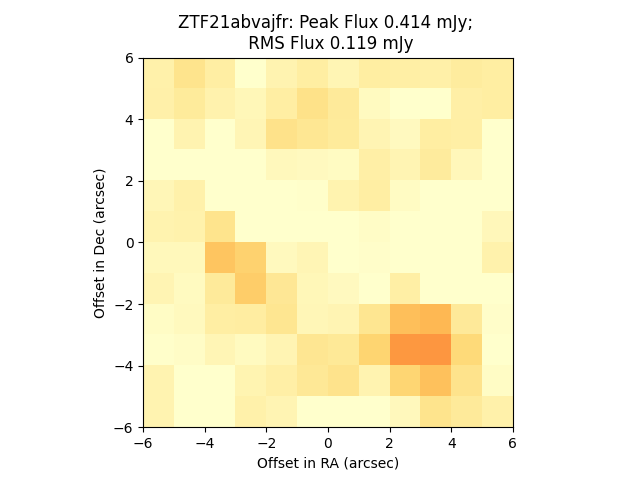 ZTF21abvajfr: Peak Flux 0.414 mJy;
RMS Flux 0.119 mJy
6
4
2
0
−2
−4
−6
Offset in Dec (arcsec)
−6 −4 −2 0 2 4 6
Offset in RA (arcsec)